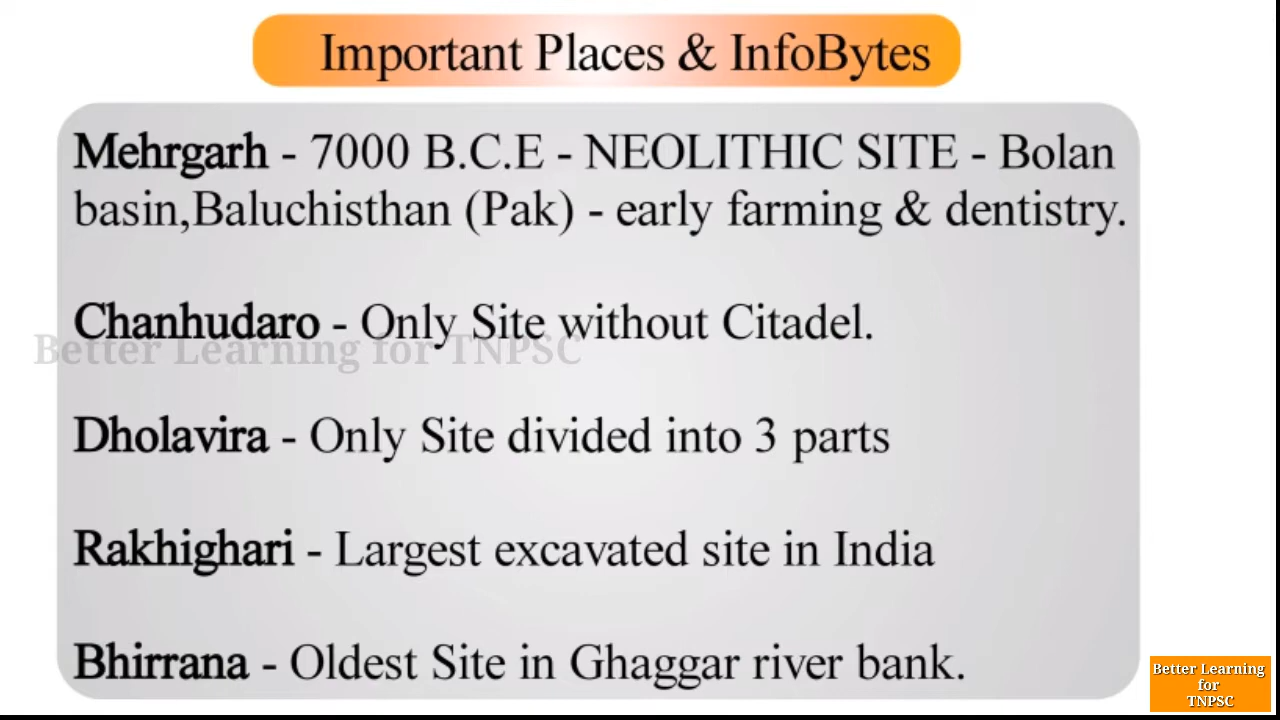 Important Places & InfoBytes
Mehrgarh - 7000 B.C.E - NEOLITHIC SITE - Bolan
basin,Baluchisthan (Pak) - early farming & dentistry.
Chanhudaro - Only Site without Citadel.
Better Learning for TNPSC
Dholavira - Only Site divided into 3 parts
Rakhighari - Largest excavated site in India
Bhirrana - Oldest Site in Ghaggar river bank.
Better Learning
for
TNPSC